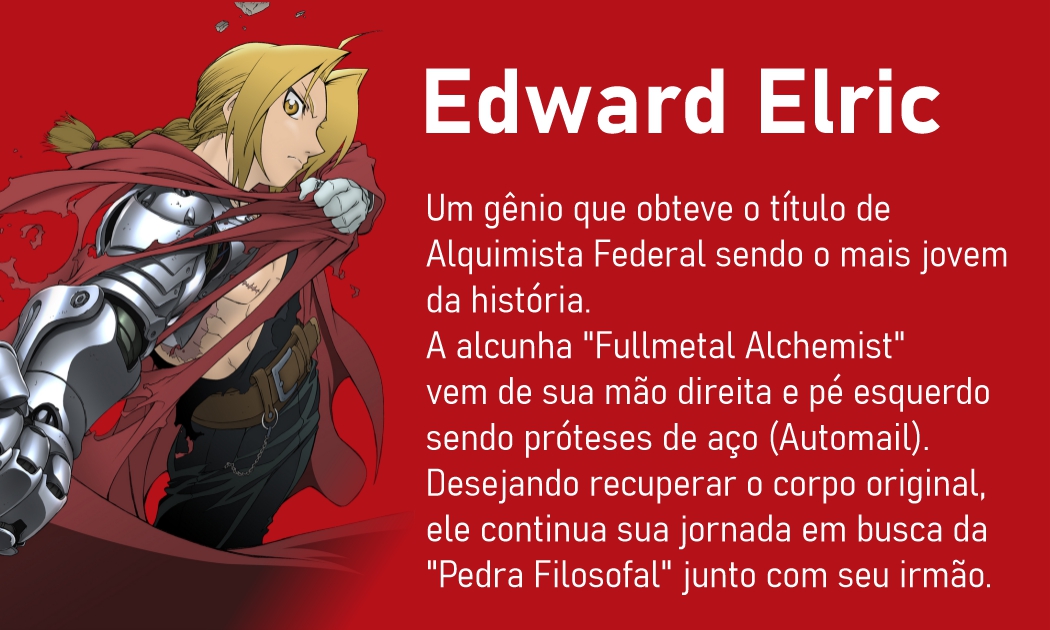 Edward Elric
Um gênio que obteve o título de
Alquimista Federal sendo o mais jovem
da história.
A alcunha "Fullmetal Alchemist"
vem de sua mão direita e pé esquerdo
sendo próteses de aço (Automail).
Desejando recuperar o corpo original,
ele continua sua jornada em busca da
"Pedra Filosofal" junto com seu irmão.